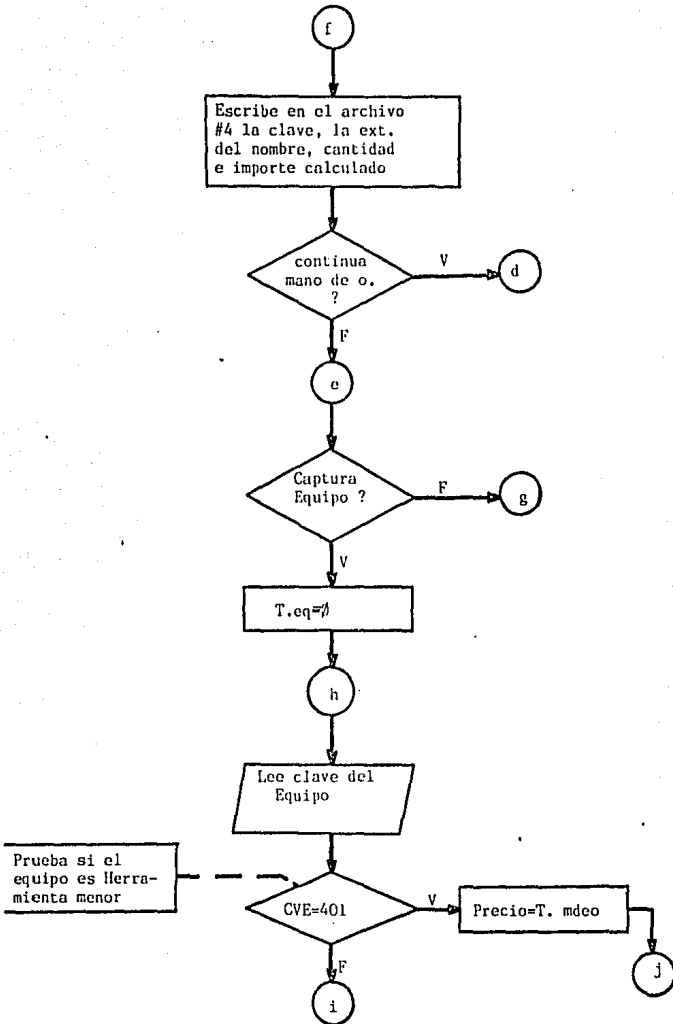 f
Escribe en el archivo
#4 la clave, la ext.
del nombre, cantidad
e importe calculado
continua
mano de o.
?
V
d
F
e
Captura
Equipo ?
F
g
V
T.eq=Ø
h
Lee clave del
Equipo
Prueba si el
equipo es Herra-
mienta menor
CVE=401
V
Precio=T. mdeo
j
F
i